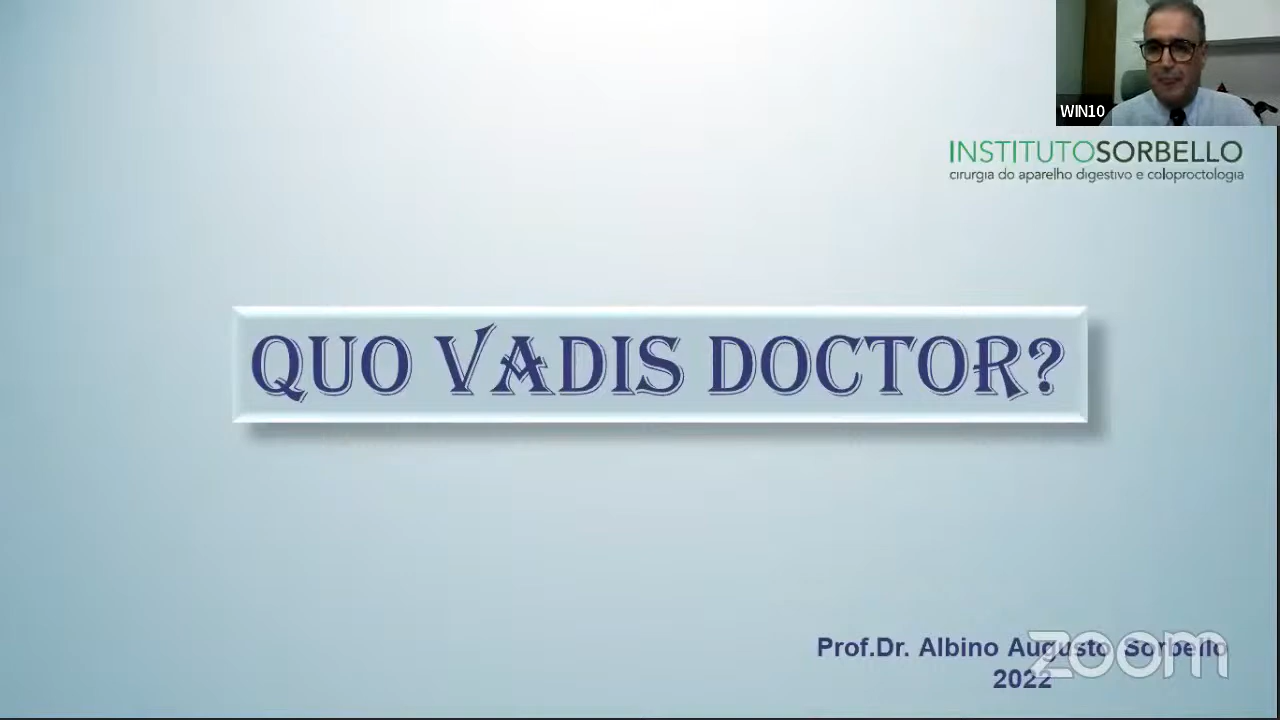 WIN10
INSTITUTOSORBELLO
cirurgia do aparelho digestivo e coloproctologia
QUO VADIS DOCTOR?
Prof.Dr. Albino Augusto Sorbello
zoom
2022